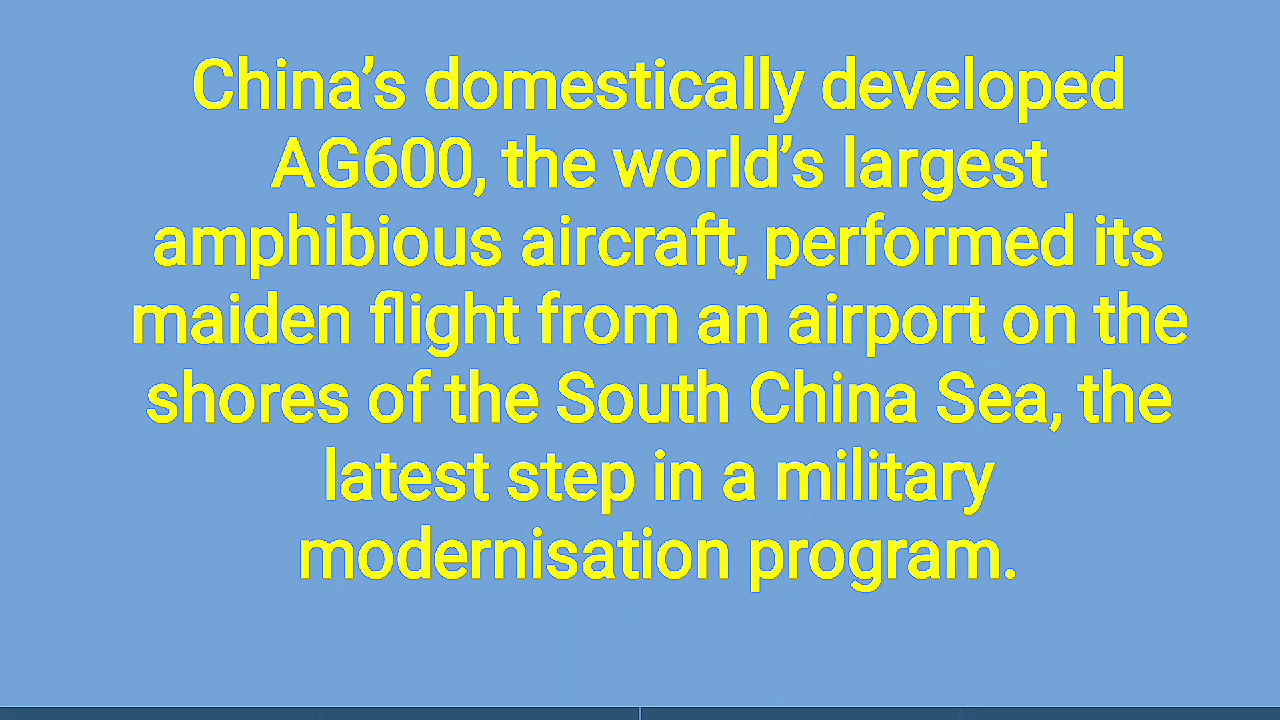 China’s domestically developed
AG600, the world’s largest
amphibious aircraft, performed its
maiden flight from an airport on the
shores of the South China Sea, the
latest step in a military
modernisation program.